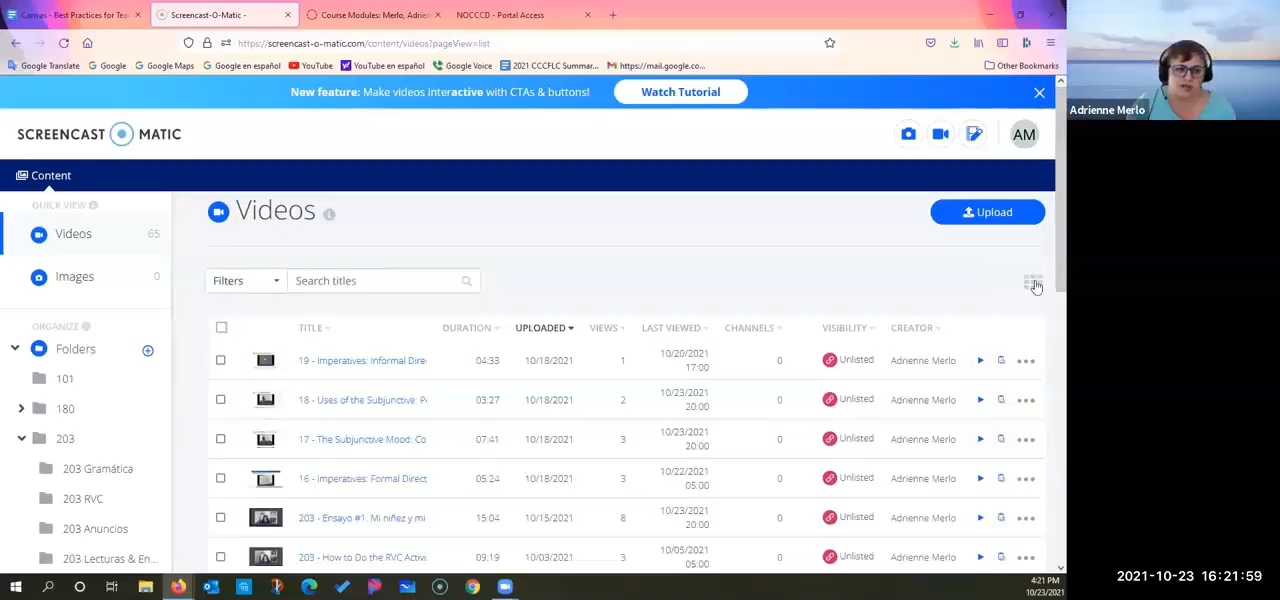 Canvas - Best Practices for Tea
Screencast-O-Matic -
Course Modules: Merlo, Adrien
NOCCCD - Portal Access
https://screencast-o-matic.com/content/videos?pageView=list
Google Translate
Google
Google Maps
Google en español
YouTube
YouTube en español
Google Voice
2021 CCCFLC Summar...
https://mail.google.co...
Other Bookmarks
New feature: Make videos interactive with CTAs & buttons!
Watch Tutorial
Adrienne Merlo
SCREENCAST MATIC
AM
Content
QUICK VIEW
Videos 65
Images 0
ORGANIZE
Folders
101
180
203
203 Gramática
203 RVC
203 Anuncios
203 Lecturas & En...
Videos
Upload
Filters
Search titles
TITLE DURATION UPLOADED VIEWS LAST VIEWED CHANNELS VISIBILITY CREATOR
19 - Imperatives: Informal Dire 04:33 10/18/2021 1 10/20/2021 17:00 0 Unlisted Adrienne Merlo
18 - Uses of the Subjunctive: P 03:27 10/18/2021 2 10/23/2021 20:00 0 Unlisted Adrienne Merlo
17 - The Subjunctive Mood: Co 07:41 10/18/2021 3 10/23/2021 20:00 0 Unlisted Adrienne Merlo
16 - Imperatives: Formal Direct 05:24 10/18/2021 3 10/22/2021 05:00 0 Unlisted Adrienne Merlo
203 - Ensayo #1: Mi niñez y mi 15:04 10/15/2021 8 10/23/2021 20:00 0 Unlisted Adrienne Merlo
203 - How to Do the RVC Activi 09:19 10/03/2021 3 10/05/2021 05:00 0 Unlisted Adrienne Merlo
4:21 PM
10/23/2021
2021-10-23 16:21:59